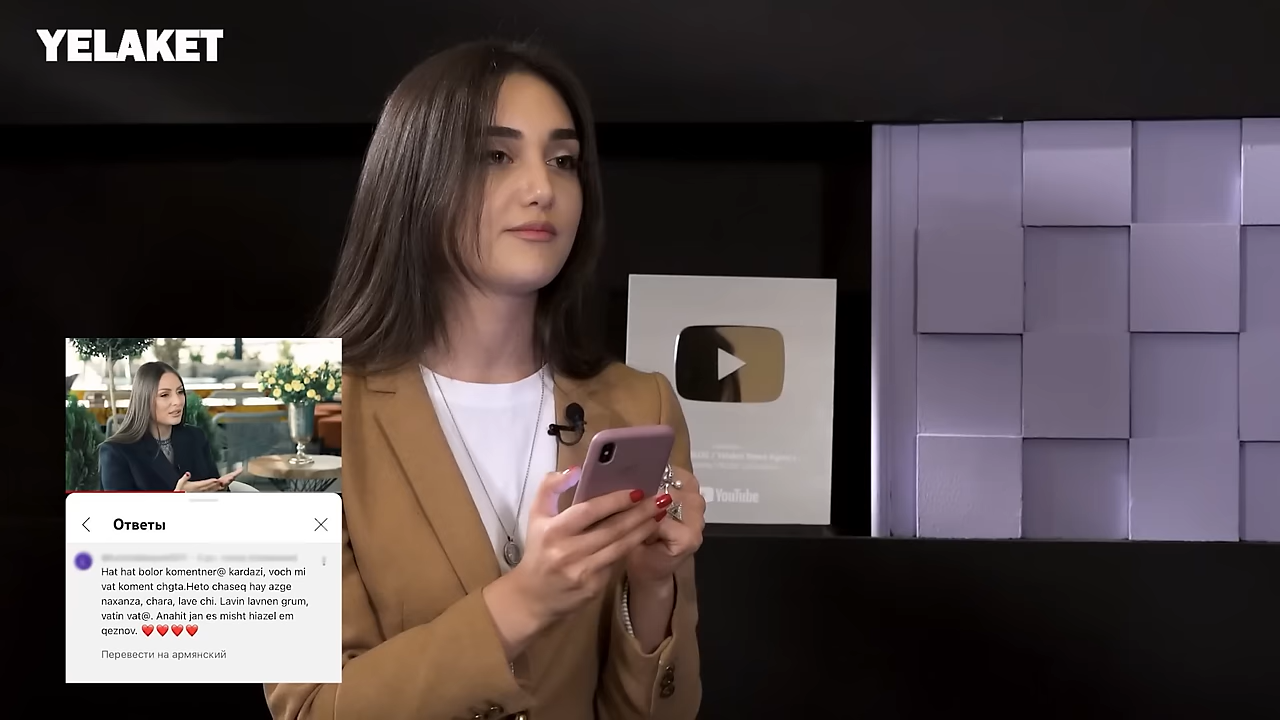 YELAKET
YouTube
Ответы
Hat hat bolor komentner@ kardazi, voch mi
vat koment chgta.Heto chaseq hay azge
naxanza, chara, lave chi. Lavin lavnen grum,
vatin vat@. Anahit jan es misht hiazel em
qeznov. ❤️❤️❤️❤️
Перевести на армянский